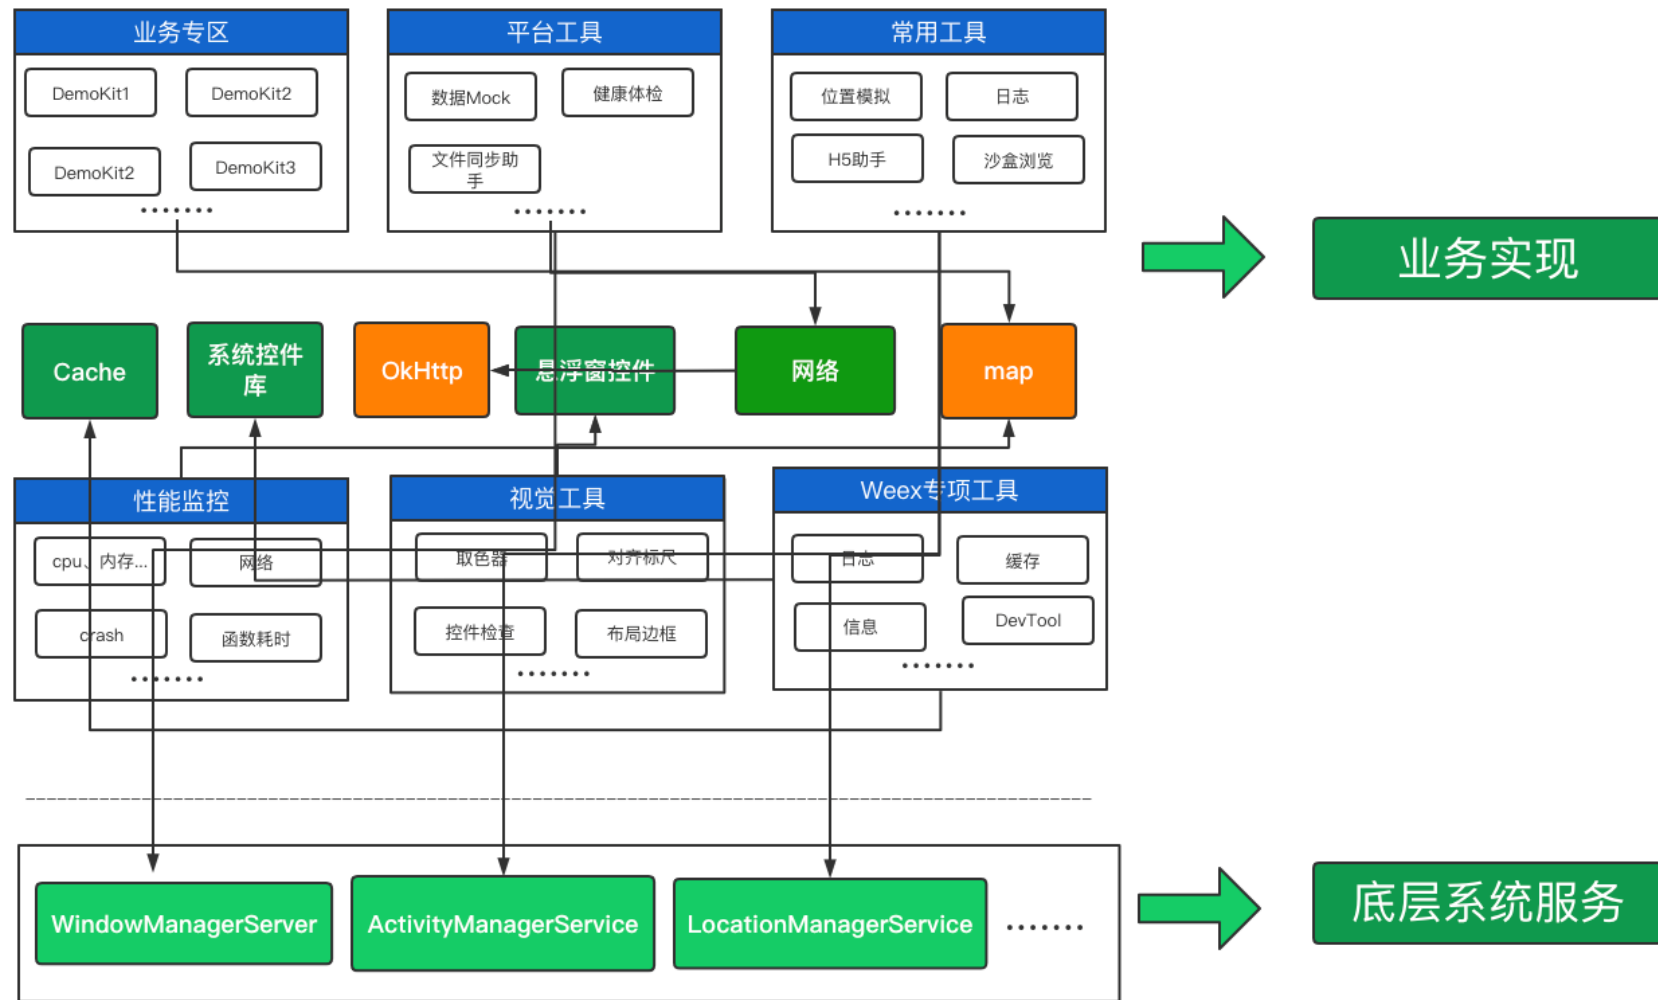 业务专区
DemoKit1
DemoKit2
DemoKit2
DemoKit3
.......
平台工具
数据Mock
健康体检
文件同步助
手
.......
常用工具
位置模拟
日志
H5助手
沙盒浏览
.......
业务实现
Cache
系统控件
库
OkHttp
悬浮窗控件
网络
map
性能监控
cpu、内存...
网络
crash
函数耗时
.......
视觉工具
取色器
对齐标尺
控件检查
布局边框
.......
Weex专项工具
日志
缓存
信息
DevTool
.......
WindowManagerServer
ActivityManagerService
LocationManagerService
.......
底层系统服务